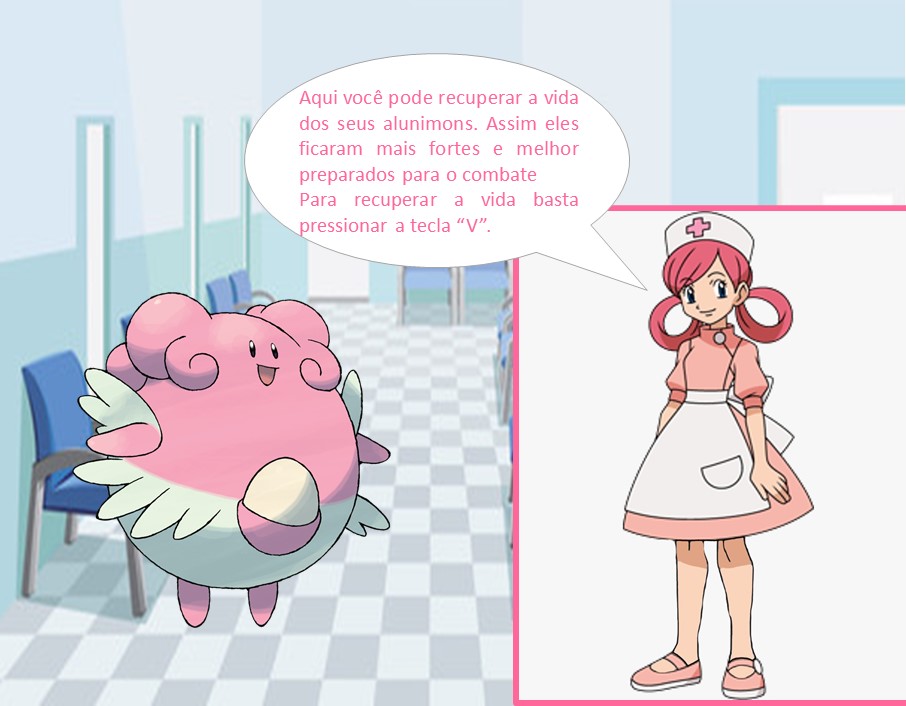 Aqui você pode recuperar a vida
dos seus alunimons. Assim eles
ficaram mais fortes e melhor
preparados para o combate
Para recuperar a vida basta
pressionar a tecla “V”.